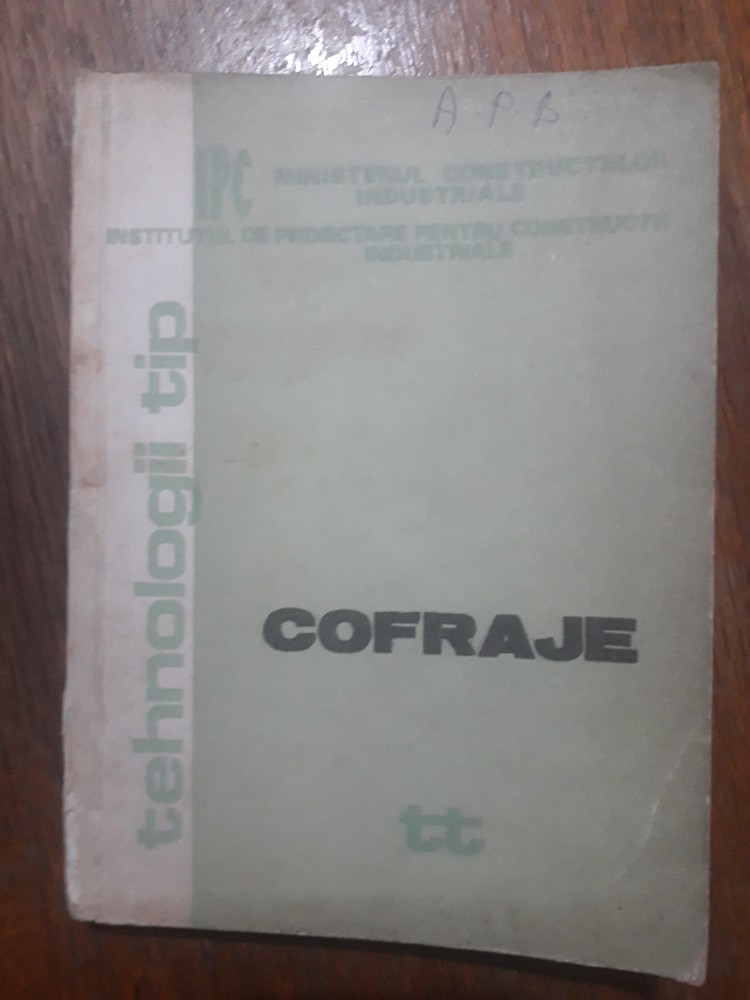 A.P.B
IPC MINISTERUL CONSTRUCTIILOR
INDUSTRIALE
INSTITUTUL DE PROIECTARE PENTRU CONSTRUCTII
INDUSTRIALE
tehnologii tip
COFRAJE
tt